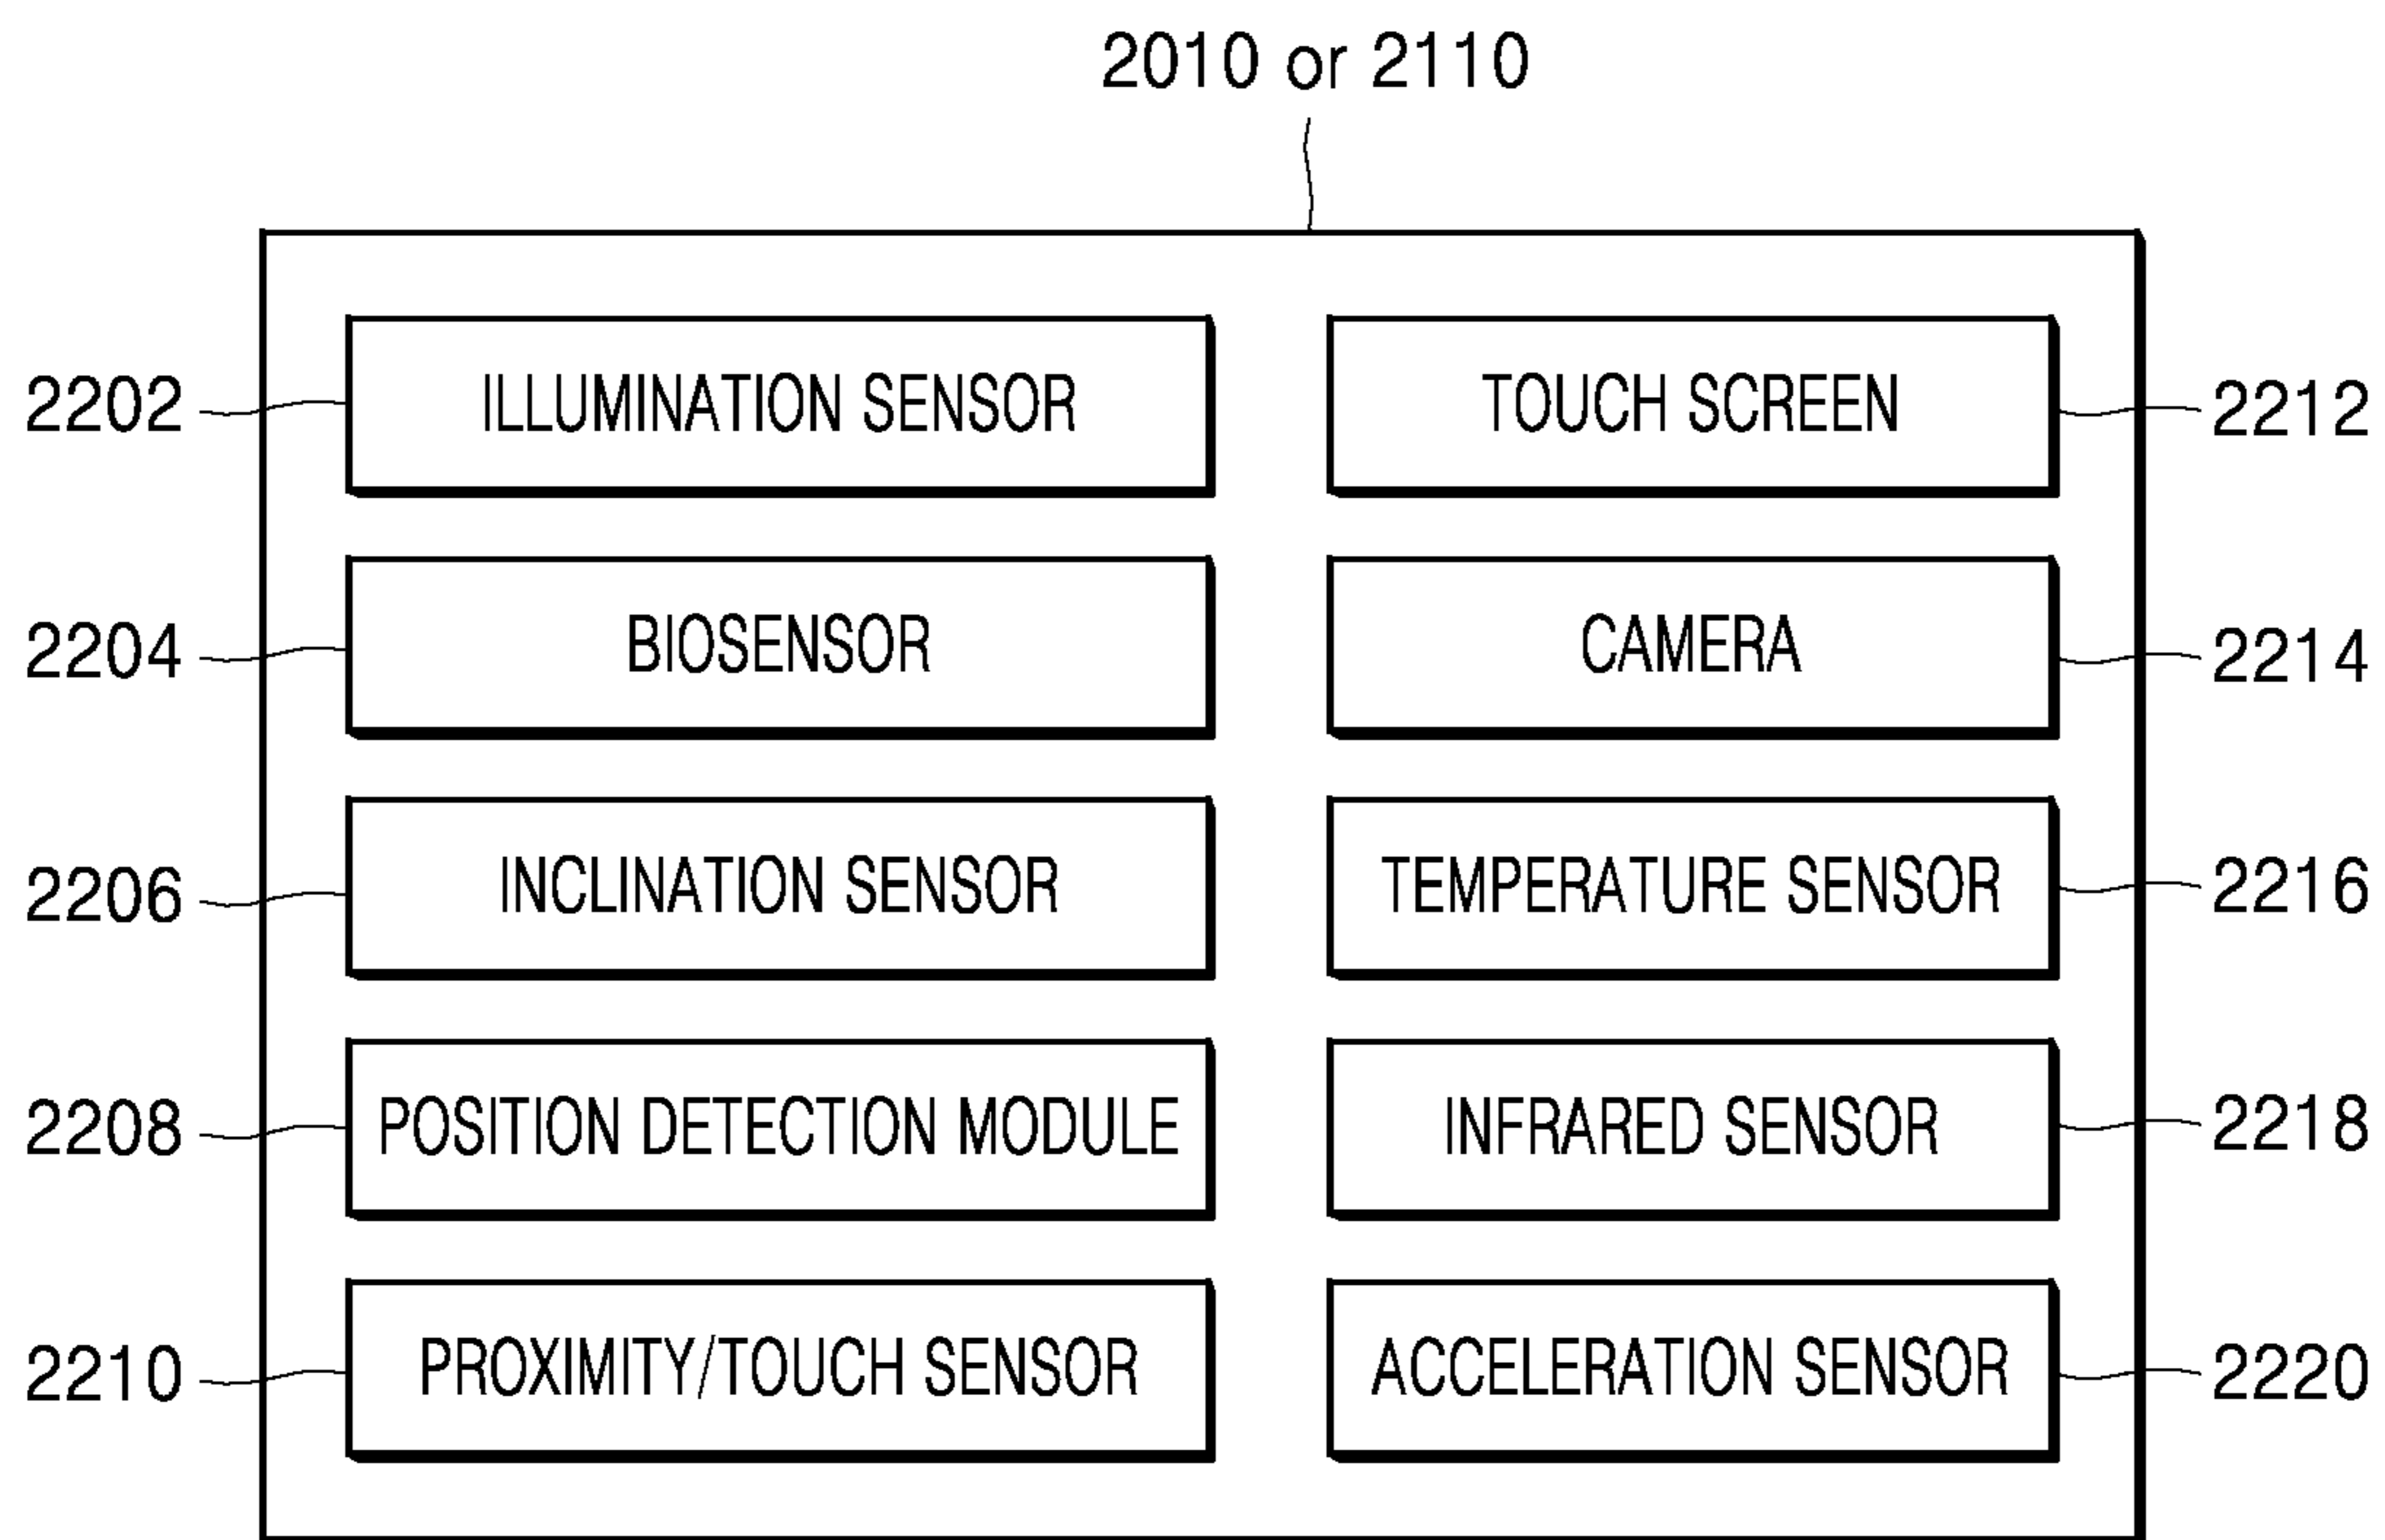 2010 or 2110
2202
ILLUMINATION SENSOR
TOUCH SCREEN
2212
2204
BIOSENSOR
CAMERA
2214
2206
INCLINATION SENSOR
TEMPERATURE SENSOR
2216
2208
POSITION DETECTION MODULE
INFRARED SENSOR
2218
2210
PROXIMITY/TOUCH SENSOR
ACCELERATION SENSOR
2220